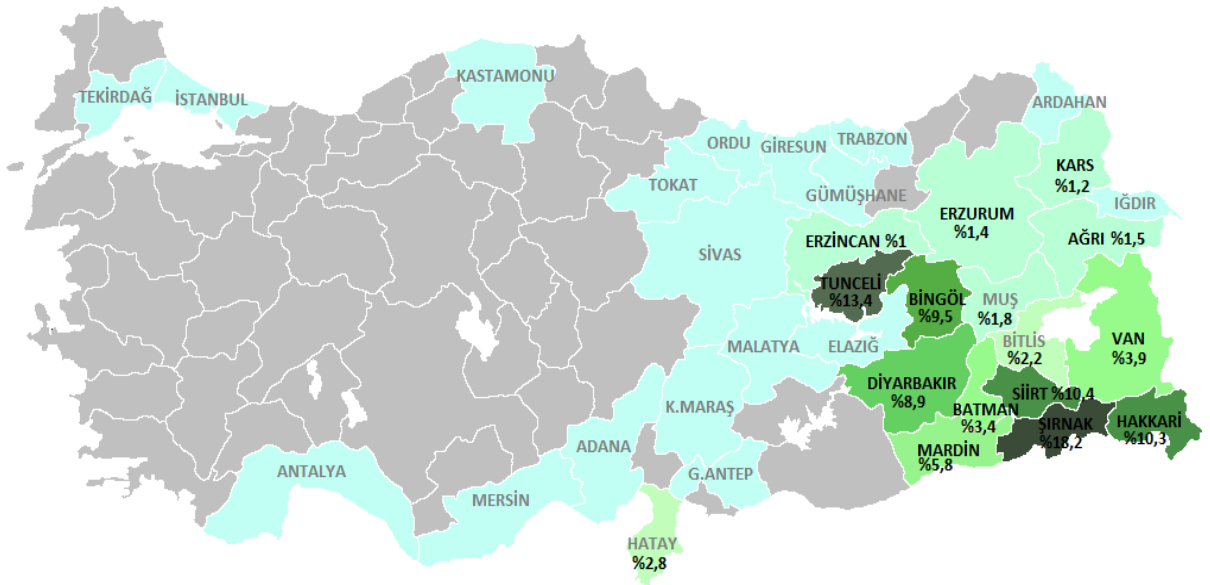 KASTAMONU
TEKİRDAĞ
İSTANBUL
ARDAHAN
ORDU
GİRESUN
TRABZON
KARS
%1,2
TOKAT
GÜMÜŞHANE
IĞDIR
ERZURUM
%1,4
ERZİNCAN %1
AĞRI %1,5
SİVAS
TUNCELİ
%13,4
BİNGÖL
%9,5
MUŞ
%1,8
MALATYA
ELAZIĞ
BİTLİS
%2,2
VAN
%3,9
DİYARBAKIR
%8,9
SİİRT %10,4
K.MARAŞ
BATMAN
%3,4
ŞIRNAK
%18,2
HAKKARİ
%10,3
ADANA
MARDİN
%5,8
ANTALYA
G.ANTEP
MERSİN
HATAY
%2,8